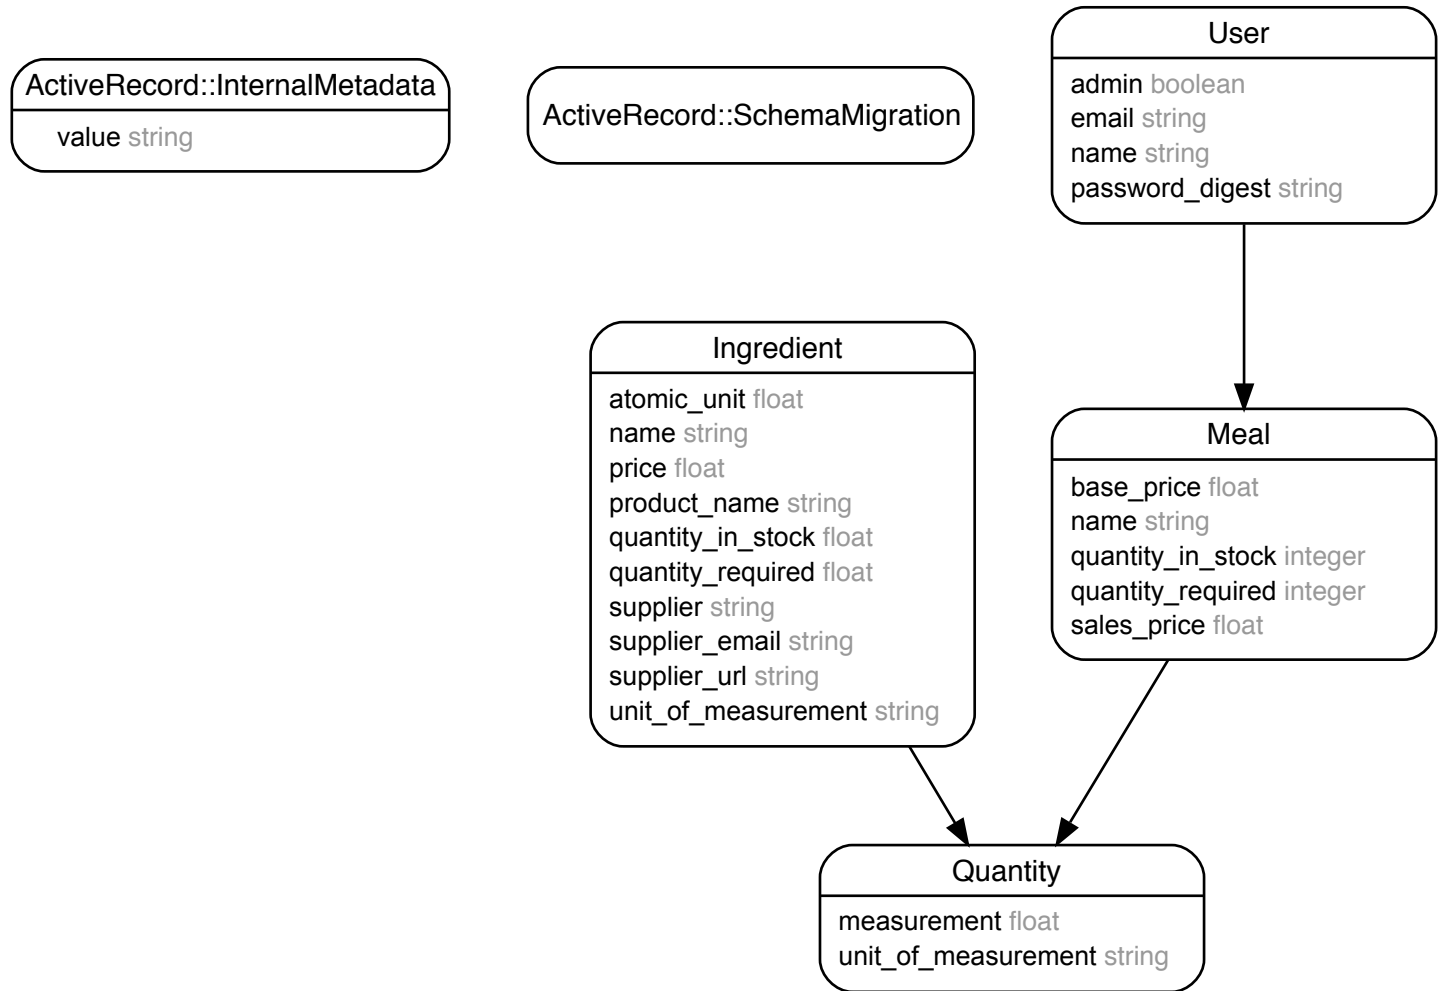 ActiveRecord::InternalMetadata
value string
ActiveRecord::SchemaMigration
User
admin boolean
email string
name string
password_digest string
Ingredient
atomic_unit float
name string
price float
product_name string
quantity_in_stock float
quantity_required float
supplier string
supplier_email string
supplier_url string
unit_of_measurement string
Meal
base_price float
name string
quantity_in_stock integer
quantity_required integer
sales_price float
Quantity
measurement float
unit_of_measurement string